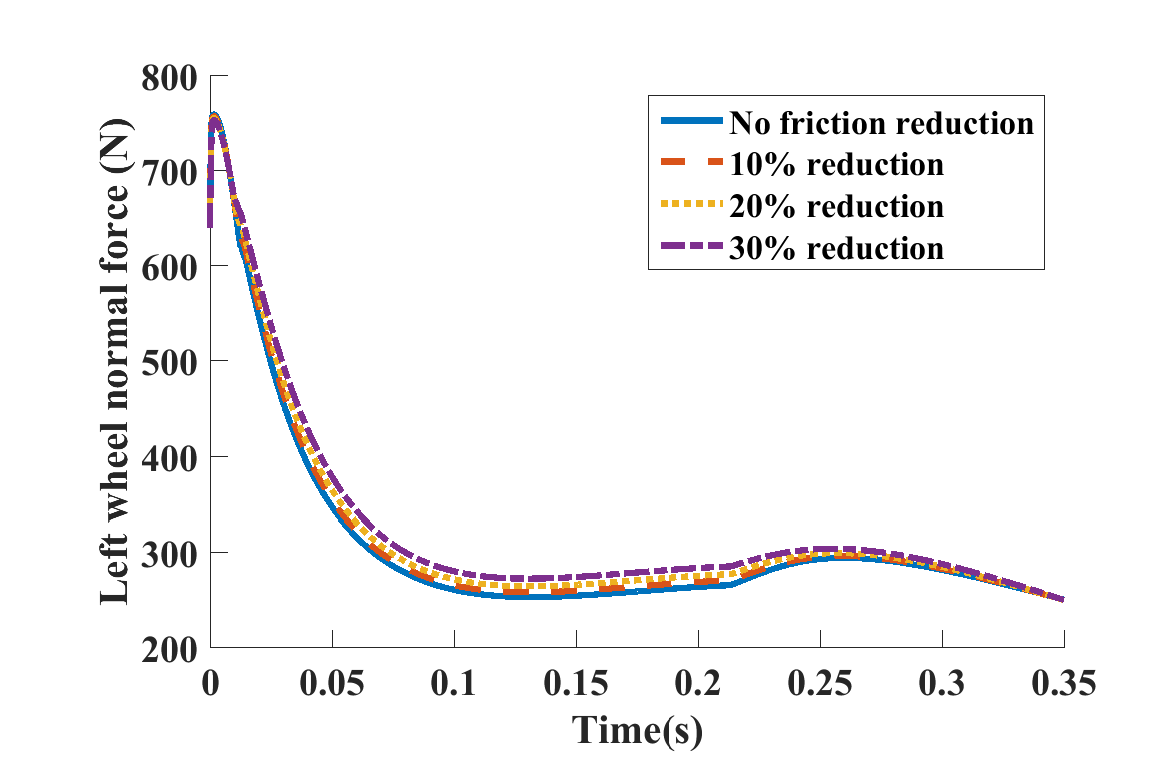 800
700
600
500
400
300
200
Left wheel normal force (N)
No friction reduction
10% reduction
20% reduction
30% reduction
0
0.05
0.1
0.15
0.2
0.25
0.3
0.35
Time(s)